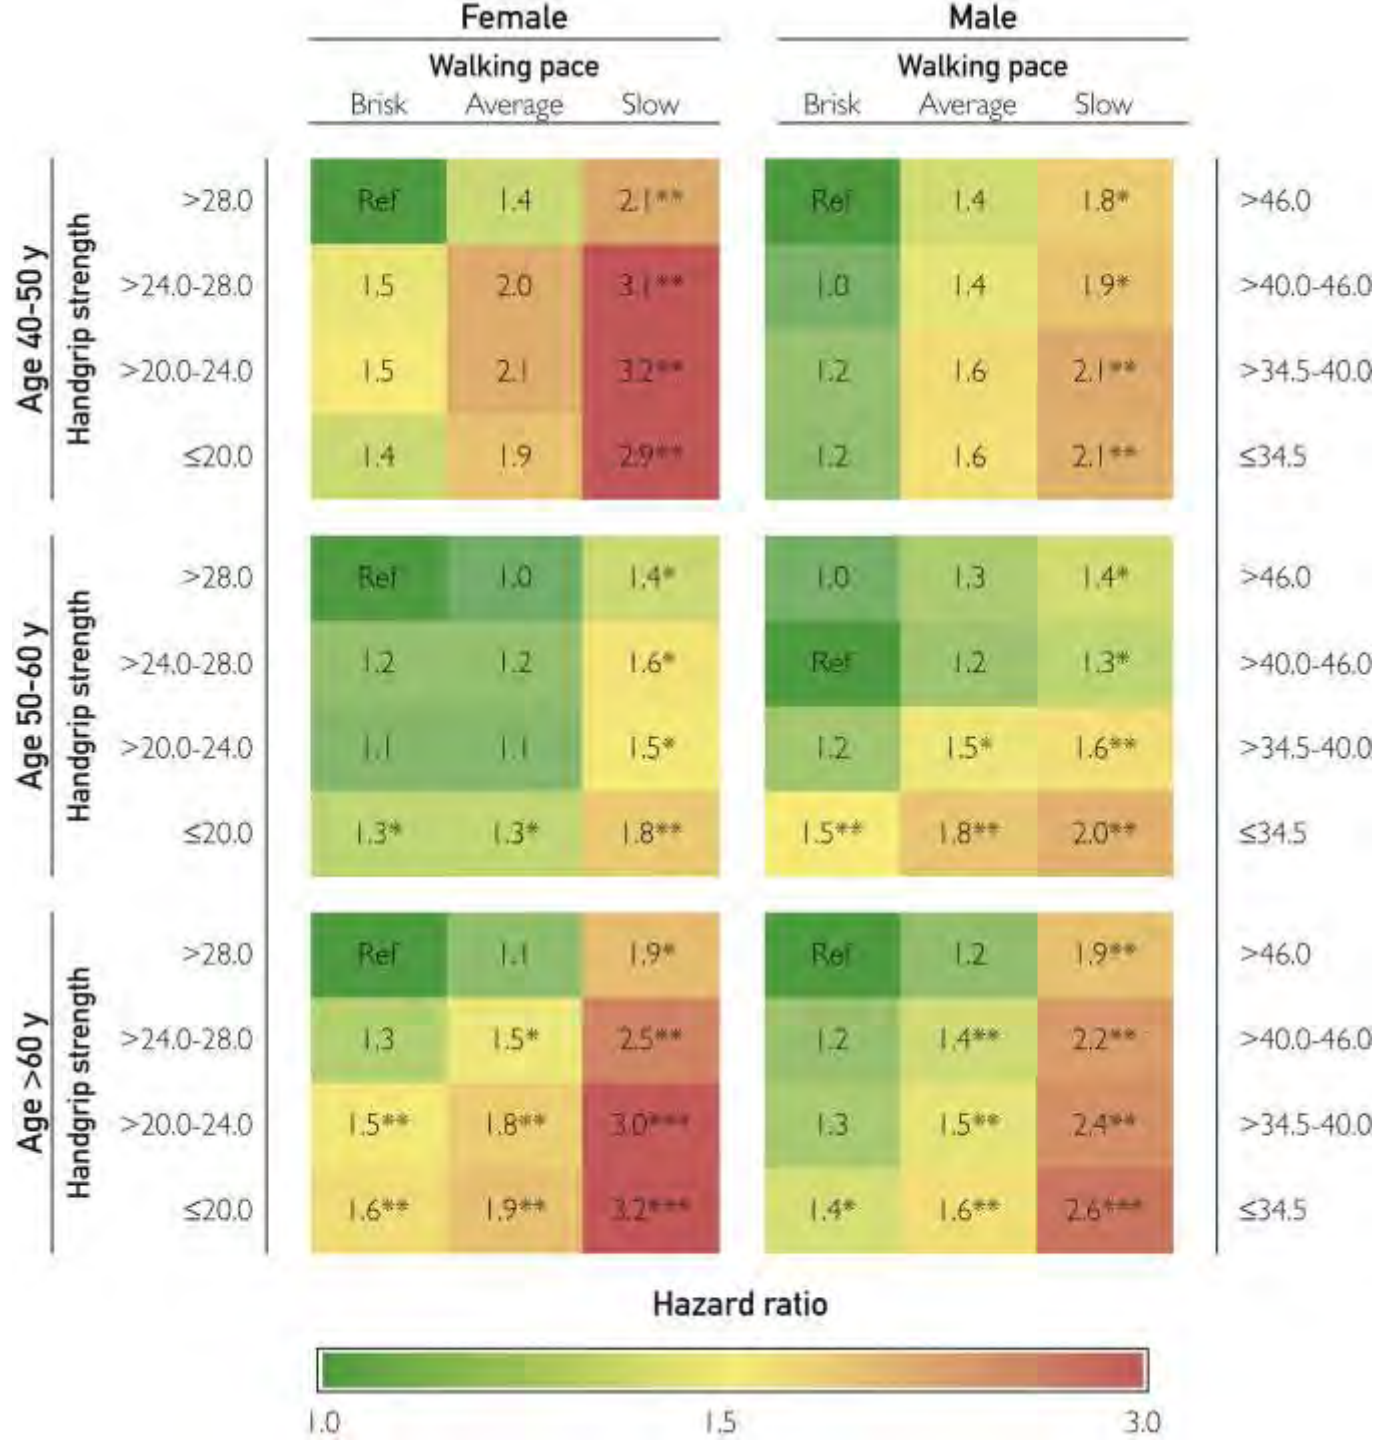 Female Male
Walking pace Walking pace
Brisk Average Slow Brisk Average Slow
Age 40-50 y
Handgrip strength
>28.0 Ref 1.4 2.1** Ref 1.4 1.8* >46.0
>24.0-28.0 1.5 2.0 3.1** 1.0 1.4 1.9* >40.0-46.0
>20.0-24.0 1.5 2.1 3.2** 1.2 1.6 2.1** >34.5-40.0
≤20.0 1.4 1.9 2.9** 1.2 1.6 2.1** ≤34.5
Age 50-60 y
Handgrip strength
>28.0 Ref 1.0 1.4* 1.0 1.3 1.4* >46.0
>24.0-28.0 1.2 1.2 1.6* Ref 1.2 1.3* >40.0-46.0
>20.0-24.0 1.1 1.1 1.5* 1.2 1.5* 1.6** >34.5-40.0
≤20.0 1.3* 1.3* 1.8** 1.5** 1.8** 2.0** ≤34.5
Age >60 y
Handgrip strength
>28.0 Ref 1.1 1.9* Ref 1.2 1.9** >46.0
>24.0-28.0 1.3 1.5* 2.5** 1.2 1.4** 2.2** >40.0-46.0
>20.0-24.0 1.5** 1.8** 3.0*** 1.3 1.5** 2.4** >34.5-40.0
≤20.0 1.6** 1.9** 3.2*** 1.4* 1.6** 2.6*** ≤34.5
Hazard ratio
1.0 1.5 3.0